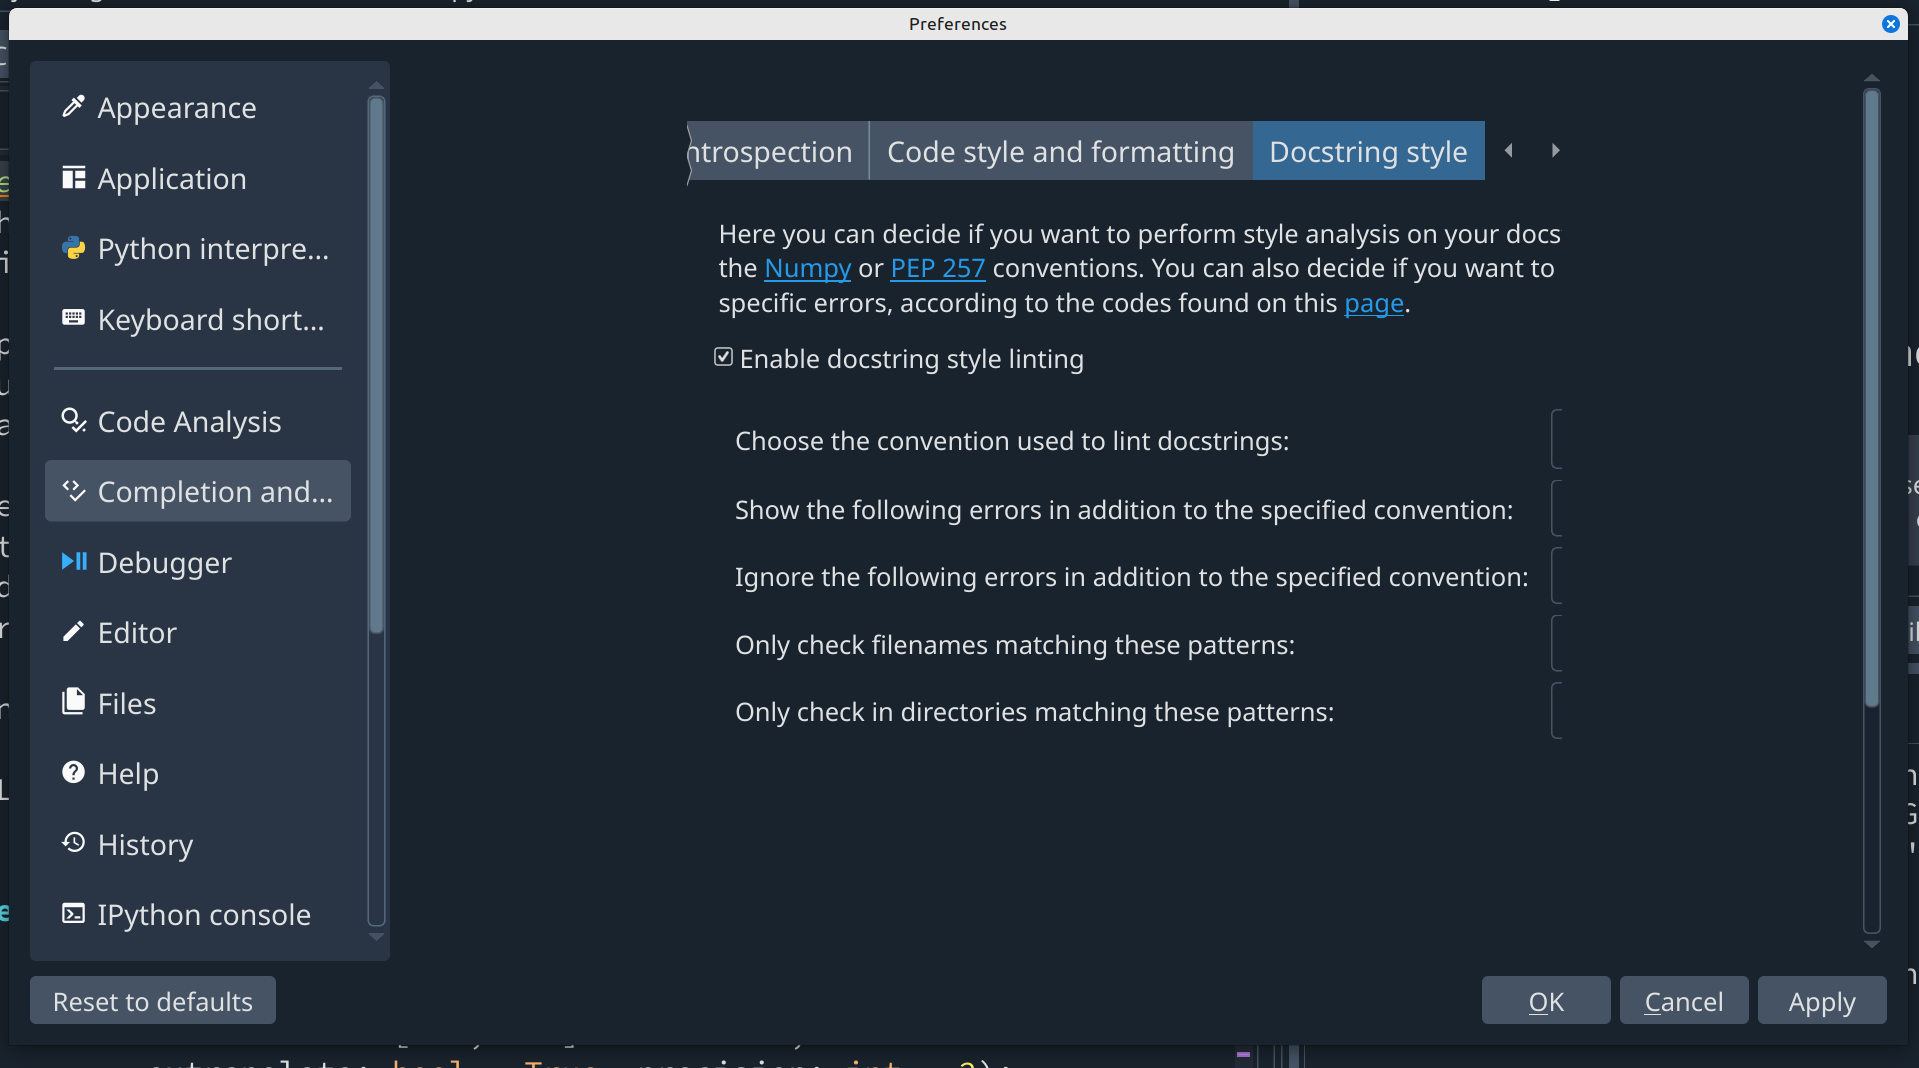 Preferences
Appearance
Application
Python interpre...
Keyboard short...
Code Analysis
Completion and...
Debugger
Editor
Files
Help
History
IPython console
ntrospection
Code style and formatting
Docstring style
Here you can decide if you want to perform style analysis on your docs
the Numpy or PEP 257 conventions. You can also decide if you want to
specific errors, according to the codes found on this page.
Enable docstring style linting
Choose the convention used to lint docstrings:
Show the following errors in addition to the specified convention:
Ignore the following errors in addition to the specified convention:
Only check filenames matching these patterns:
Only check in directories matching these patterns:
Reset to defaults
OK
Cancel
Apply